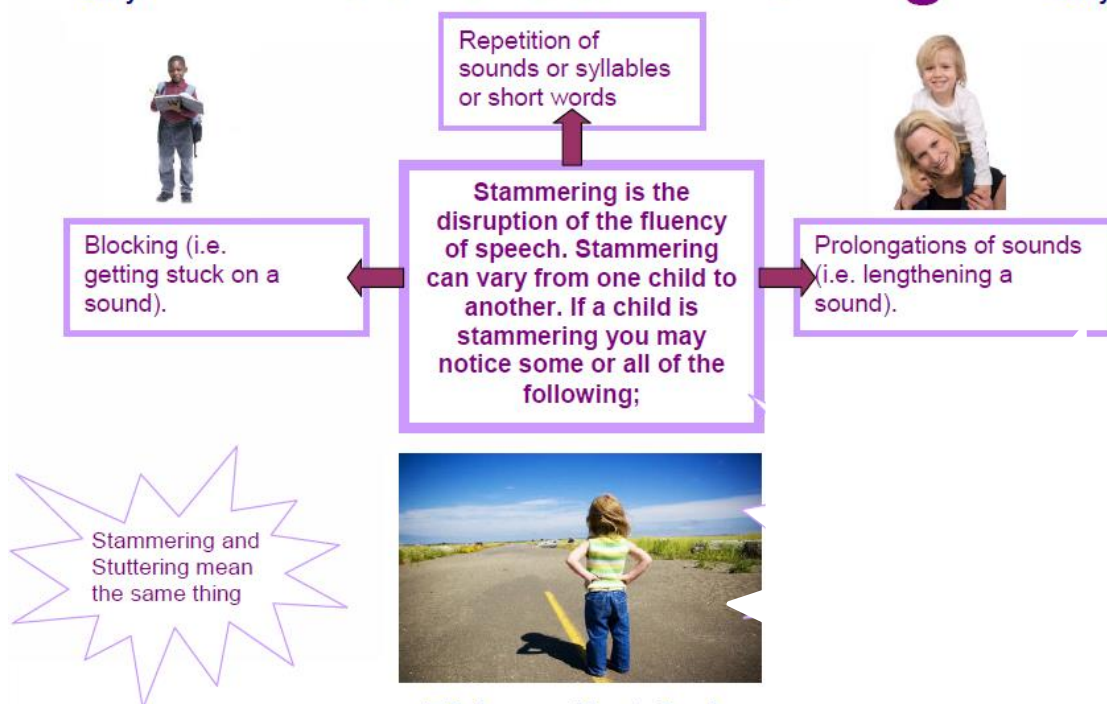 Repetition of
sounds or syllables
or short words
Stammering is the
disruption of the fluency
of speech. Stammering
can vary from one child to
another. If a child is
stammering you may
notice some or all of the
following;
Blocking (i.e.
getting stuck on a
sound).
Prolongations of sounds
(i.e. lengthening a
sound).
Stammering and
Stuttering mean
the same thing